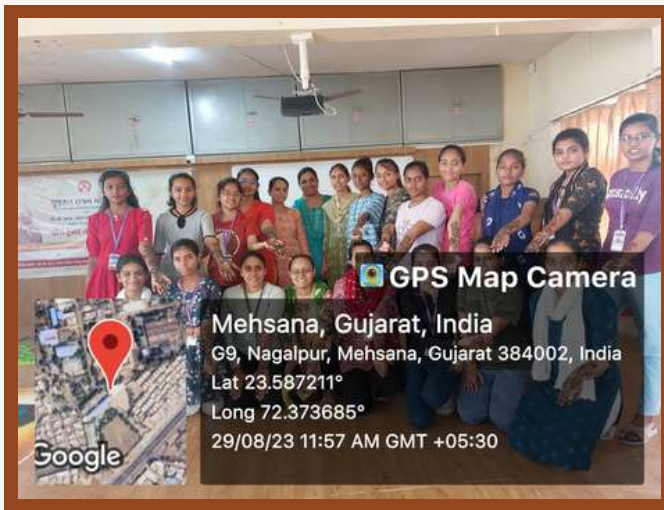 GPS Map Camera
Mehsana, Gujarat, India
G9, Nagalpur, Mehsana, Gujarat 384002, India
Lat 23.587211°
Long 72.373685°
29/08/23 11:57 AM GMT +05:30
Google